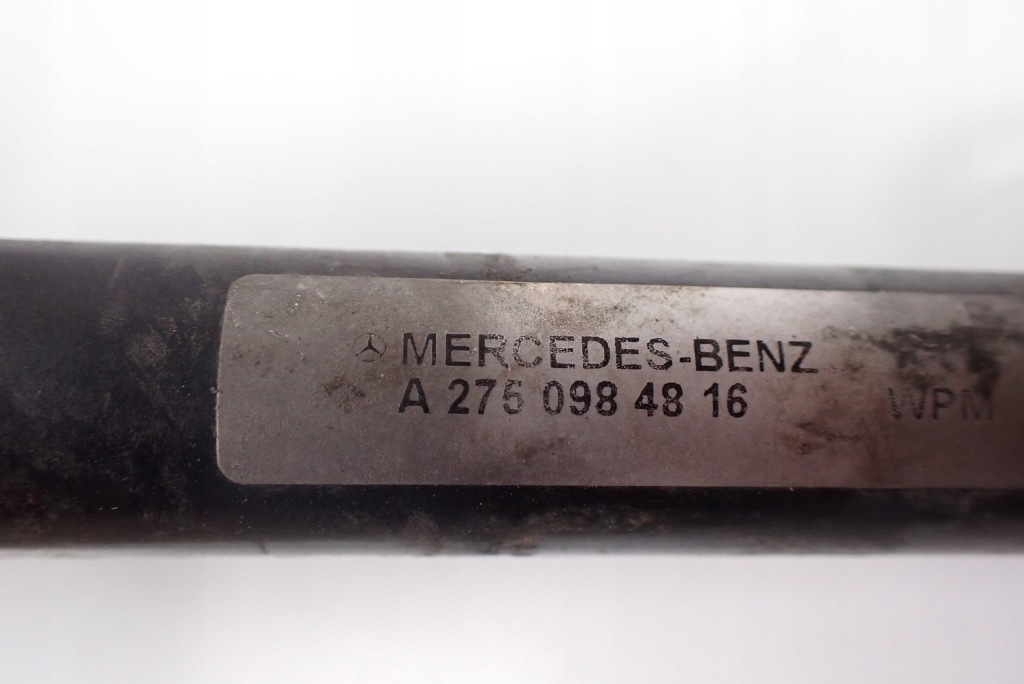 MERCEDES-BENZ
A 275 098 48 16
WPM